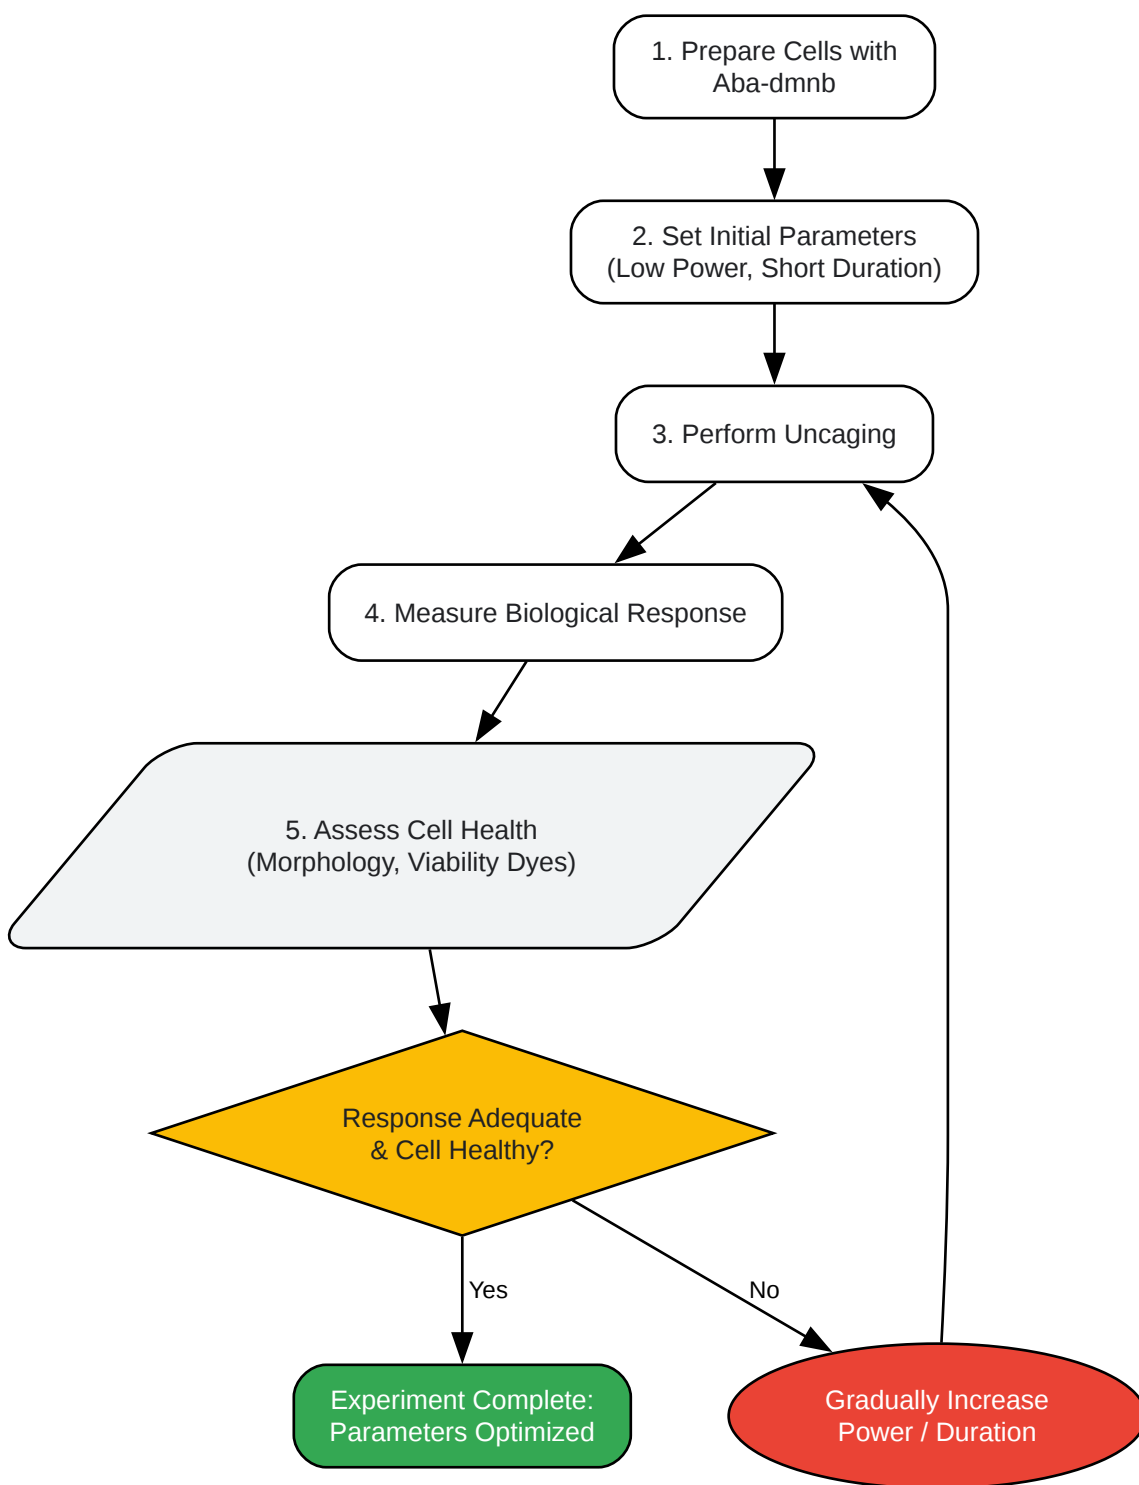 1. Prepare Cells with
Aba-dmnb
2. Set Initial Parameters
(Low Power, Short Duration)
3. Perform Uncaging
4. Measure Biological Response
5. Assess Cell Health
(Morphology, Viability Dyes)
Response Adequate
& Cell Healthy?
Yes
No
Experiment Complete:
Parameters Optimized
Gradually Increase
Power / Duration